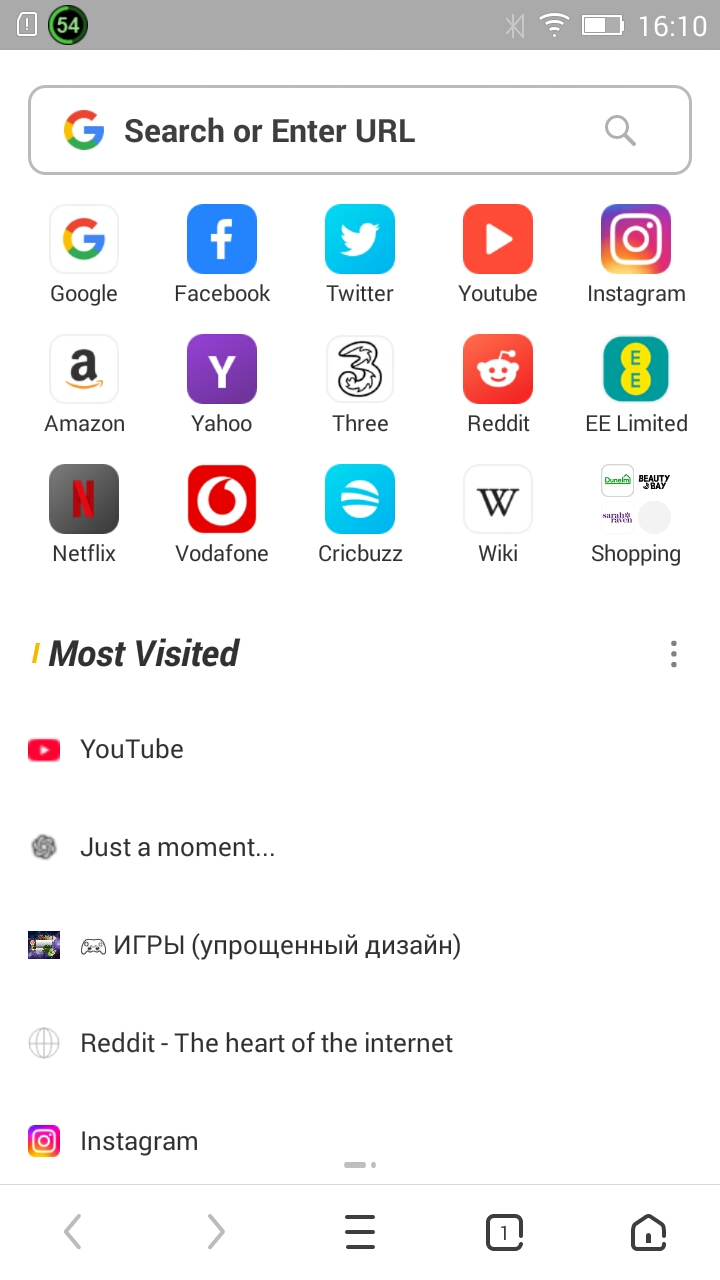 54
16:10
Search or Enter URL
Google
Facebook
Twitter
Youtube
Instagram
Amazon
Yahoo
Three
Reddit
EE Limited
Netflix
Vodafone
Cricbuzz
Wiki
Dunelm
BEAUTY BAY
sarah raven
Shopping
Most Visited
YouTube
Just a moment...
🎮 ИГРЫ (упрощенный дизайн)
Reddit - The heart of the internet
Instagram
1